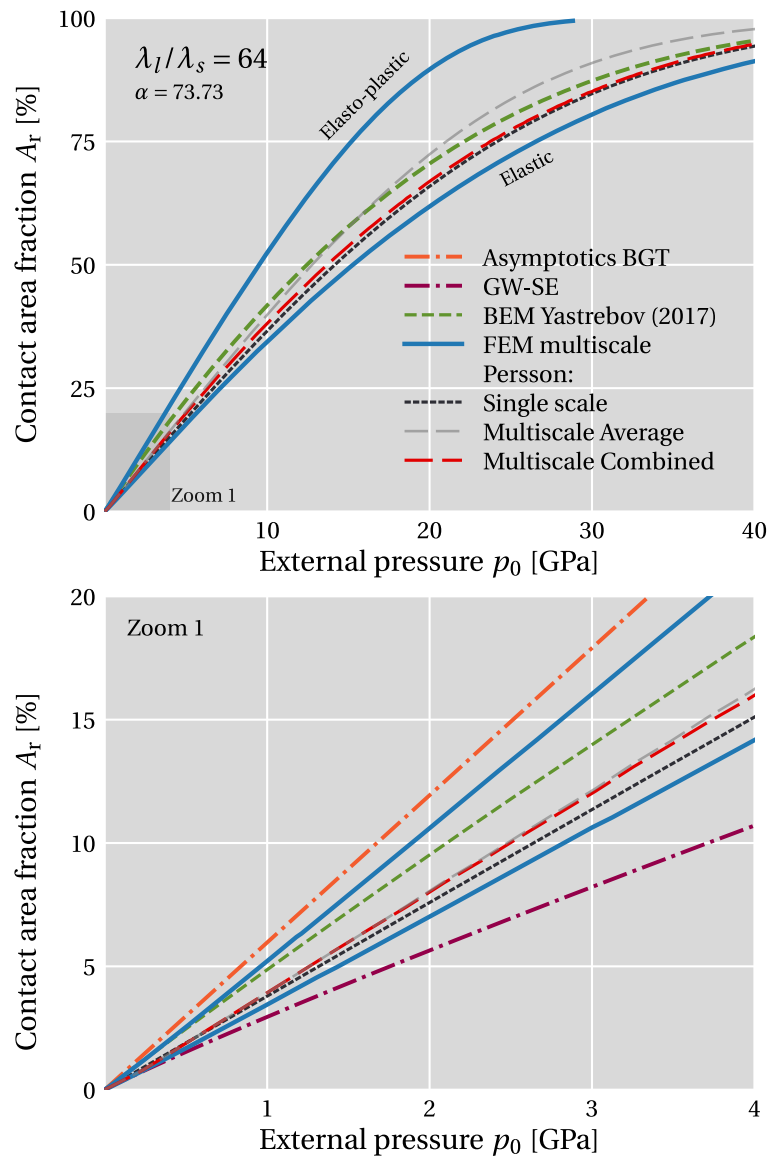 100
75
50
25
0
Contact area fraction Aᵣ [%]
λₗ/λₛ = 64
α = 73.73
Elasto-plastic
Elastic
Asymptotics BGT
GW-SE
BEM Yastrebov (2017)
FEM multiscale
Persson:
Single scale
Multiscale Average
Multiscale Combined
Zoom 1
10
20
30
40
External pressure p₀ [GPa]
20
15
10
5
0
Contact area fraction Aᵣ [%]
Zoom 1
1
2
3
4
External pressure p₀ [GPa]